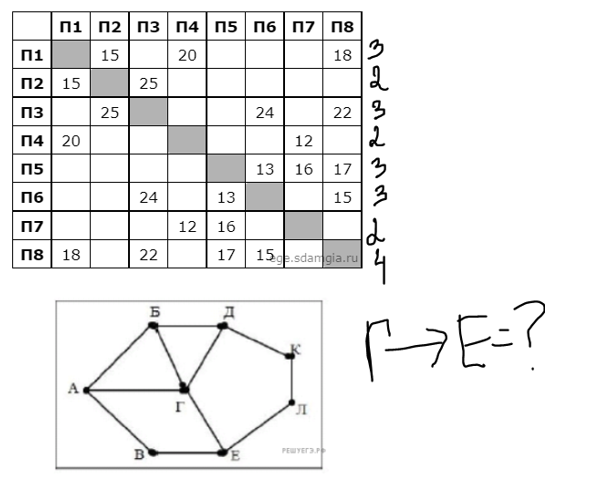 П1 П2 П3 П4 П5 П6 П7 П8
П1 15 20 18 3
П2 15 25 2
П3 25 24 22 3
П4 20 12 2
П5 13 16 17 3
П6 24 13 15 3
П7 12 16 2
П8 18 22 17 15 4
ege.sdamgia.ru
Б Д
К
А Г
Л
В Е
РЕШУЕГЭ.РФ
Г → Е = ?